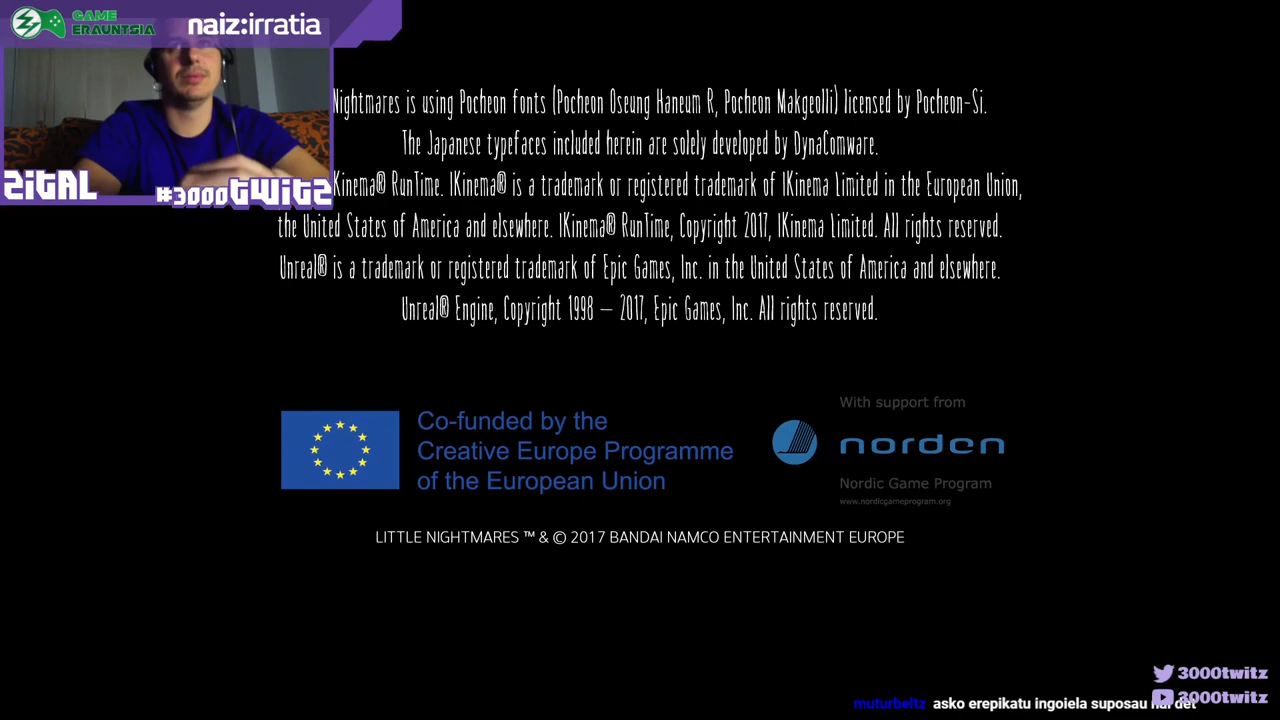 GAME
ERAUNTSIA
naiz:irratia
Nightmares is using Pocheon fonts (Pocheon Oseung Haneum R, Pocheon Makgeolli) licensed by Pocheon-Si.
The Japanese typefaces included herein are solely developed by DynaComware.
Kinema® RunTime. IKinema® is a trademark or registered trademark of IKinema Limited in the European Union,
ZiTAL
#3000TWITZ
the United States of America and elsewhere. IKinema® RunTime, Copyright 2017, IKinema Limited. All rights reserved.
Unreal® is a trademark or registered trademark of Epic Games, Inc. in the United States of America and elsewhere.
Unreal® Engine, Copyright 1998 – 2017, Epic Games, Inc. All rights reserved.
Co-funded by the
Creative Europe Programme
of the European Union
With support from
norden
Nordic Game Program
www.nordicgameprogram.org
LITTLE NIGHTMARES ™ & © 2017 BANDAI NAMCO ENTERTAINMENT EUROPE
3000twitz
3000twitz
muturbeltz asko erepikatu ingoiela suposau